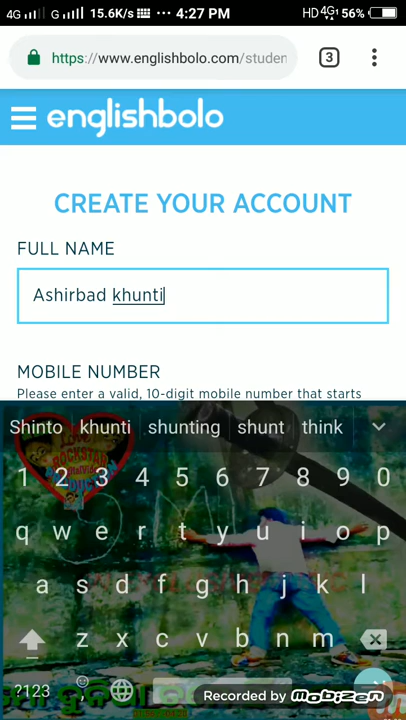 4G G 15.6K/s ··· 4:27 PM HD 4G 1 56%
https://www.englishbolo.com/studen 3
englishbolo
CREATE YOUR ACCOUNT
FULL NAME
Ashirbad khunti
MOBILE NUMBER
Please enter a valid, 10-digit mobile number that starts
Shinto khunti shunting shunt think
1 2 3 4 5 6 7 8 9 0
q w e r t y u i o p
a s d f g h j k l
z x c v b n m
?123
Recorded by MOBIZEN